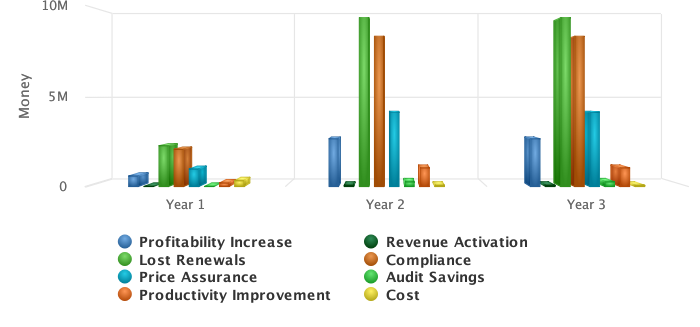 10M
5M
0
Money
Year 1
Year 2
Year 3
Profitability Increase
Revenue Activation
Lost Renewals
Compliance
Price Assurance
Audit Savings
Productivity Improvement
Cost